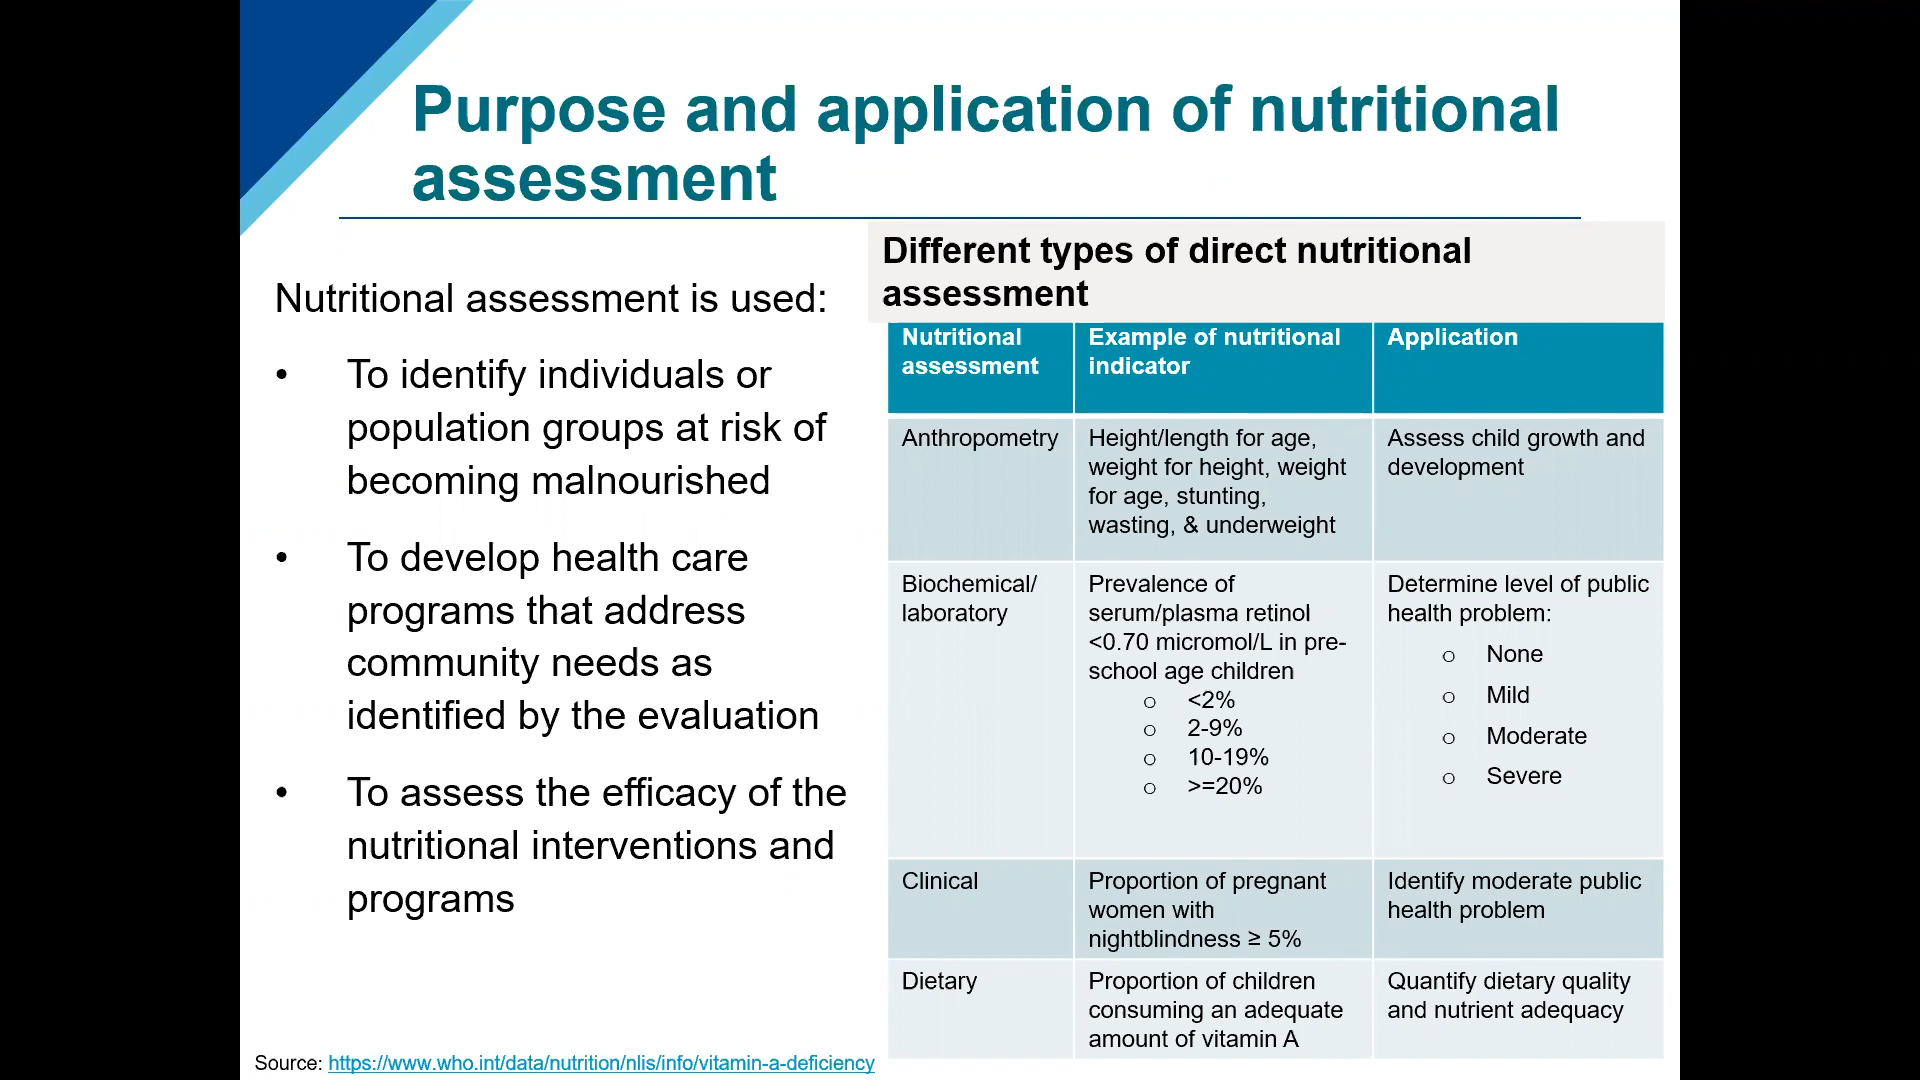 Purpose and application of nutritional
assessment
Nutritional assessment is used:
• To identify individuals or
population groups at risk of
becoming malnourished
• To develop health care
programs that address
community needs as
identified by the evaluation
• To assess the efficacy of the
nutritional interventions and
programs
Different types of direct nutritional
assessment
Nutritional
assessment
Example of nutritional
indicator
Application
Anthropometry
Height/length for age,
weight for height, weight
for age, stunting,
wasting, & underweight
Assess child growth and
development
Biochemical/
laboratory
Prevalence of
serum/plasma retinol
<0.70 micromol/L in pre-
school age children
o <2%
o 2-9%
o 10-19%
o >=20%
Determine level of public
health problem:
o None
o Mild
o Moderate
o Severe
Clinical
Proportion of pregnant
women with
nightblindness ≥ 5%
Identify moderate public
health problem
Dietary
Proportion of children
consuming an adequate
amount of vitamin A
Quantify dietary quality
and nutrient adequacy
Source: https://www.who.int/data/nutrition/nlis/info/vitamin-a-deficiency